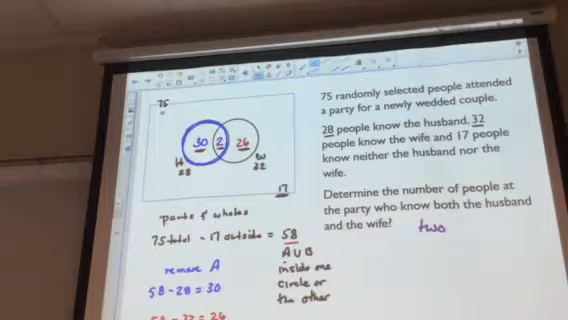 75
30 2 26
H
28
W
32
17
parts & wholes
75 total - 17 outside = 58
A U B
inside one
circle or
the other
remove A
58 - 28 = 30
58 - 32 = 26
75 randomly selected people attended
a party for a newly wedded couple.
28 people know the husband, 32
people know the wife and 17 people
know neither the husband nor the
wife.
Determine the number of people at
the party who know both the husband
and the wife? two